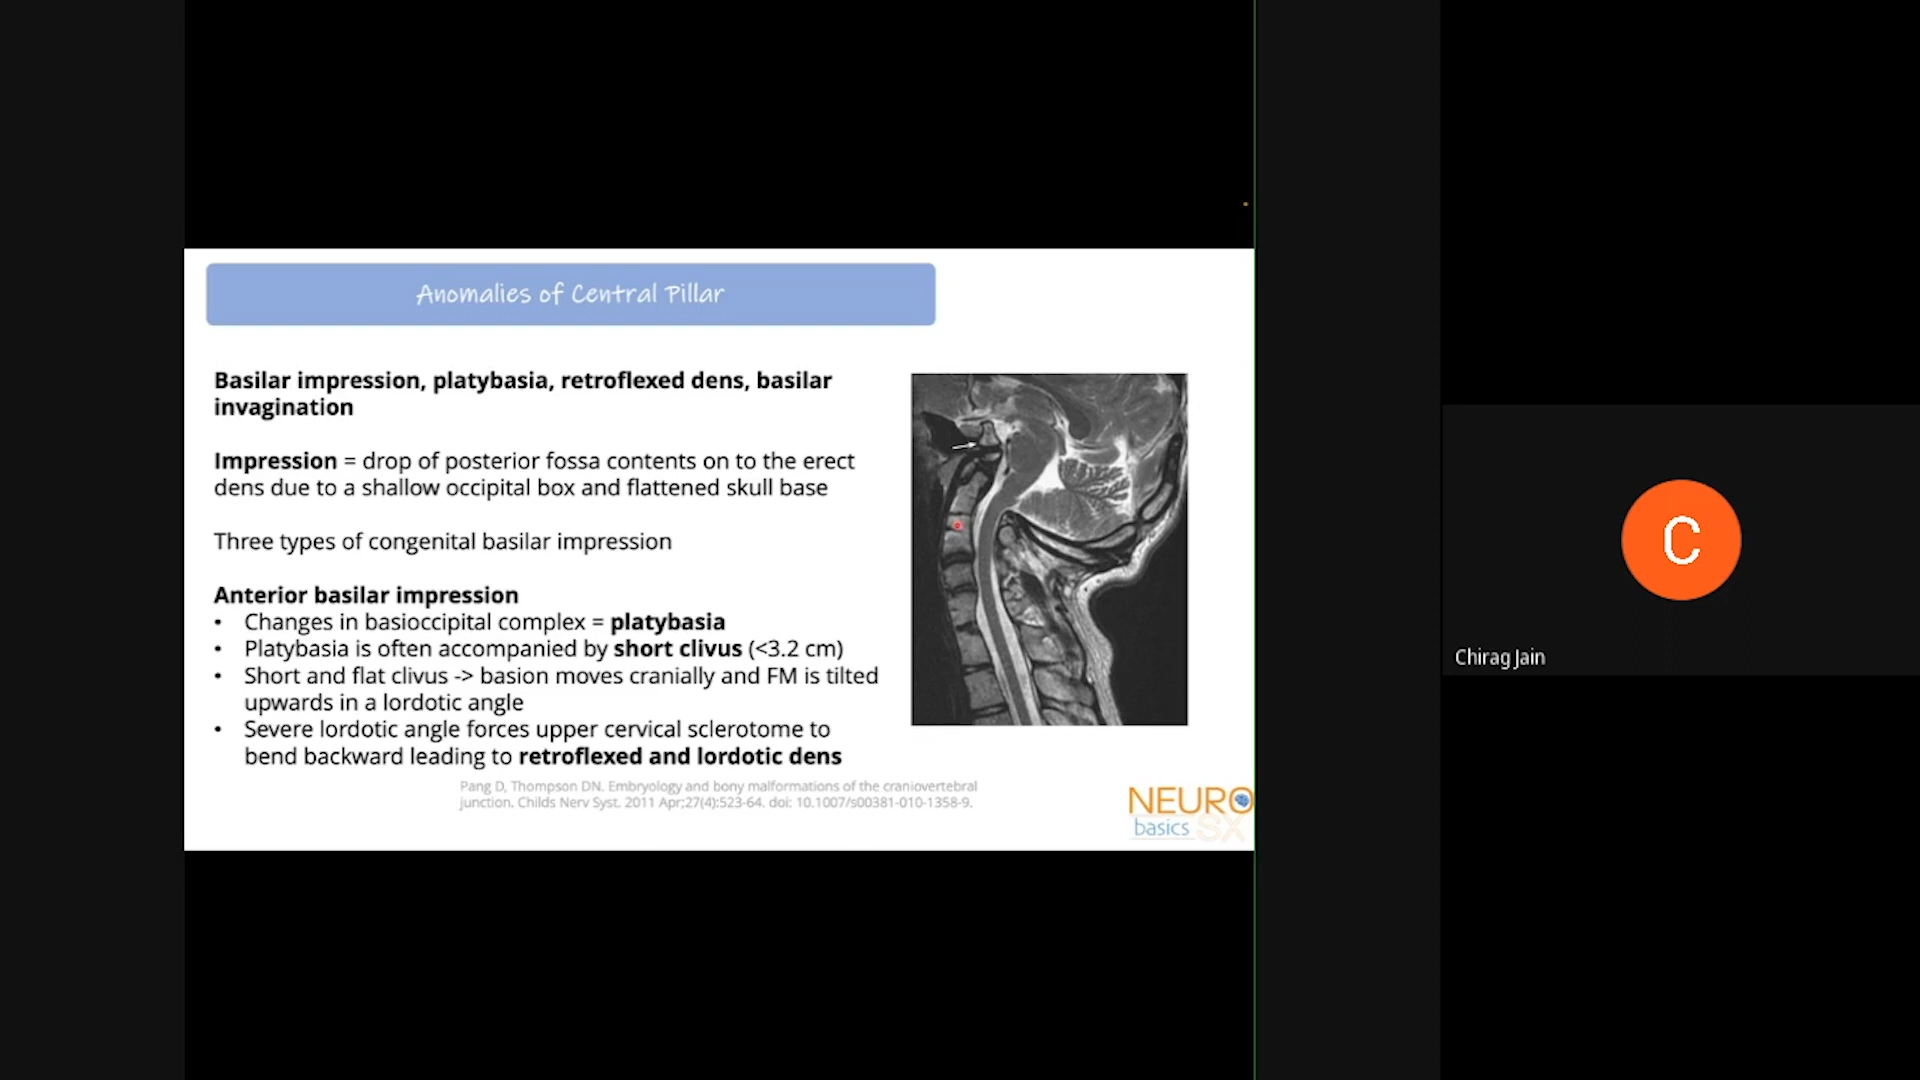 Anomalies of Central Pillar
Basilar impression, platybasia, retroflexed dens, basilar
invagination
Impression = drop of posterior fossa contents on to the erect
dens due to a shallow occipital box and flattened skull base
Three types of congenital basilar impression
Anterior basilar impression
• Changes in basioccipital complex = platybasia
• Platybasia is often accompanied by short clivus (<3.2 cm)
• Short and flat clivus -> basion moves cranially and FM is tilted
upwards in a lordotic angle
• Severe lordotic angle forces upper cervical sclerotome to
bend backward leading to retroflexed and lordotic dens
Pang D, Thompson DN. Embryology and bony malformations of the craniovertebral
junction. Childs Nerv Syst. 2011 Apr;27(4):523-64. doi: 10.1007/s00381-010-1358-9.
NEURO
basics SX
C
Chirag Jain